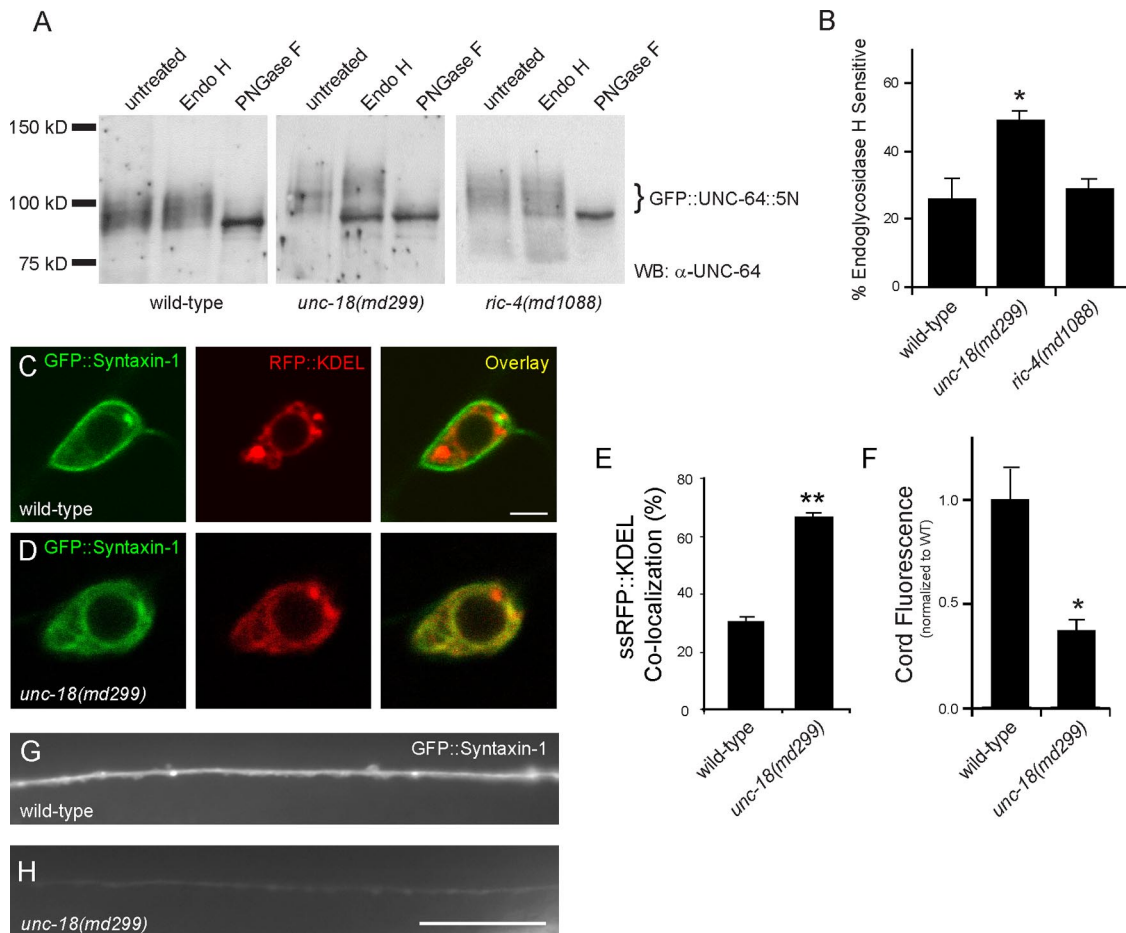 A
untreated
Endo H
PNGase F
untreated
Endo H
PNGase F
untreated
Endo H
PNGase F
150 kD
100 kD
75 kD
GFP::UNC-64::5N
WB: α-UNC-64
wild-type
unc-18(md299)
ric-4(md1088)
B
% Endoglycosidase H Sensitive
60
40
20
0
*
wild-type
unc-18(md299)
ric-4(md1088)
C
GFP::Syntaxin-1
RFP::KDEL
Overlay
wild-type
D
GFP::Syntaxin-1
unc-18(md299)
E
ssRFP::KDEL
Co-localization (%)
80
60
40
20
0
**
wild-type
unc-18(md299)
F
Cord Fluorescence
(normalized to WT)
1.0
0.5
0.0
*
wild-type
unc-18(md299)
G
GFP::Syntaxin-1
wild-type
H
unc-18(md299)